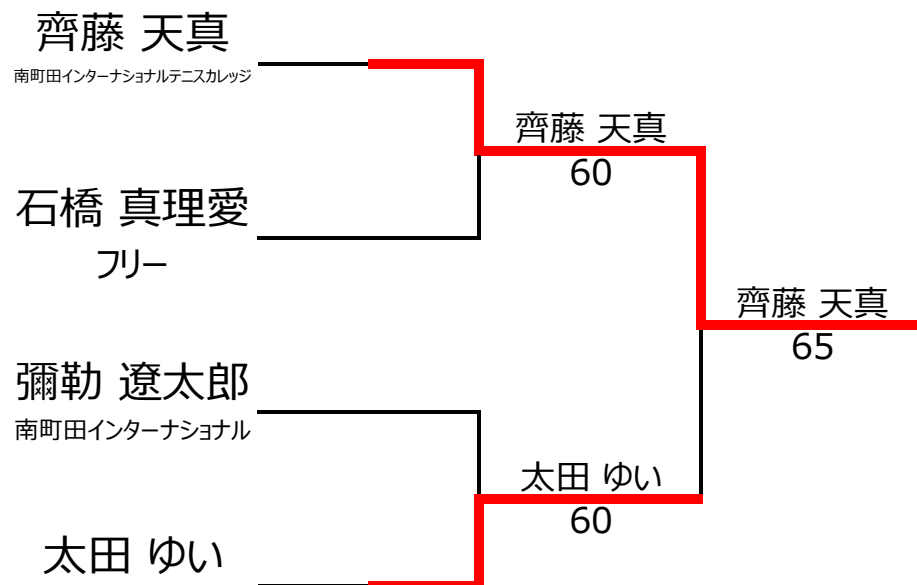 齊藤 天真
南町田インターナショナルテニスカレッジ
齊藤 天真
60
石橋 真理愛
フリー
齊藤 天真
65
彌勒 遼太郎
南町田インターナショナル
太田 ゆい
60
太田 ゆい